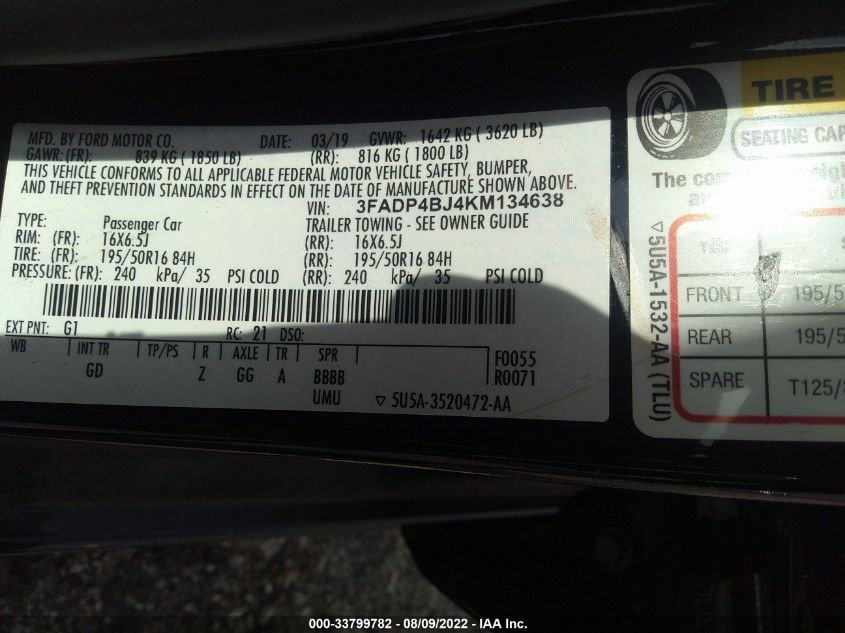 MFD. BY FORD MOTOR CO. DATE: 03/19 GVWR: 1642 KG ( 3620 LB)
GAWR: (FR): 839 KG ( 1850 LB) (RR): 816 KG ( 1800 LB)
THIS VEHICLE CONFORMS TO ALL APPLICABLE FEDERAL MOTOR VEHICLE SAFETY, BUMPER,
AND THEFT PREVENTION STANDARDS IN EFFECT ON THE DATE OF MANUFACTURE SHOWN ABOVE.
VIN: 3FADP4BJ4KM134638
TYPE: Passenger Car TRAILER TOWING - SEE OWNER GUIDE
RIM: (FR): 16X6.5J (RR): 16X6.5J
TIRE: (FR): 195/50R16 84H (RR): 195/50R16 84H
PRESSURE: (FR): 240 kPa/ 35 PSI COLD (RR): 240 kPa/ 35 PSI COLD
EXT PNT: G1 RC: 21 DSO:
WB INT TR TP/PS R AXLE TR SPR F0055
GD Z GG A BBBB R0071
UMU ▽ 5U5A-3520472-AA
TIRE
SEATING CAP
The
▽ 5U5A-1532-AA (TLU)
FRONT 195/5
REAR 195/5
SPARE T125/
000-33799782 - 08/09/2022 - IAA Inc.